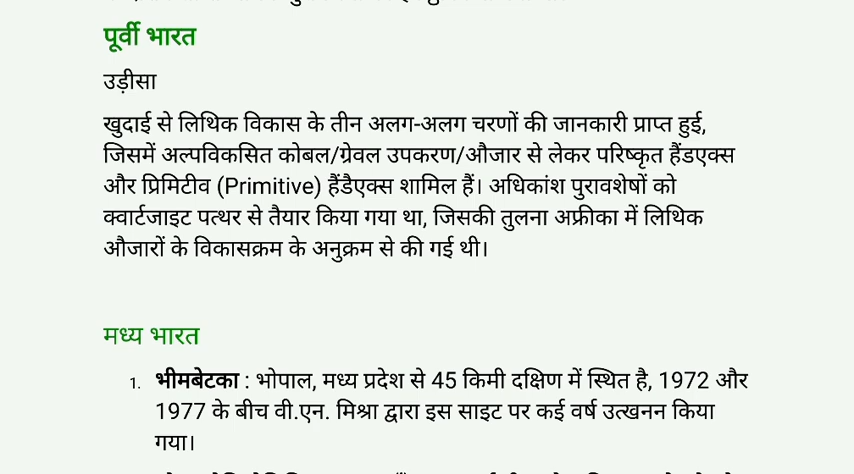 पूर्वी भारत
उड़ीसा
खुदाई से लिथिक विकास के तीन अलग-अलग चरणों की जानकारी प्राप्त हुई,
जिसमें अल्पविकसित कोबल/ग्रेवल उपकरण/औजार से लेकर परिष्कृत हैंडएक्स
और प्रिमिटीव (Primitive) हैंडैएक्स शामिल हैं। अधिकांश पुरावशेषों को
क्वार्टजाइट पत्थर से तैयार किया गया था, जिसकी तुलना अफ्रीका में लिथिक
औजारों के विकासक्रम के अनुक्रम से की गई थी।
मध्य भारत
1. भीमबेटका : भोपाल, मध्य प्रदेश से 45 किमी दक्षिण में स्थित है, 1972 और
1977 के बीच वी.एन. मिश्रा द्वारा इस साइट पर कई वर्ष उत्खनन किया
गया।